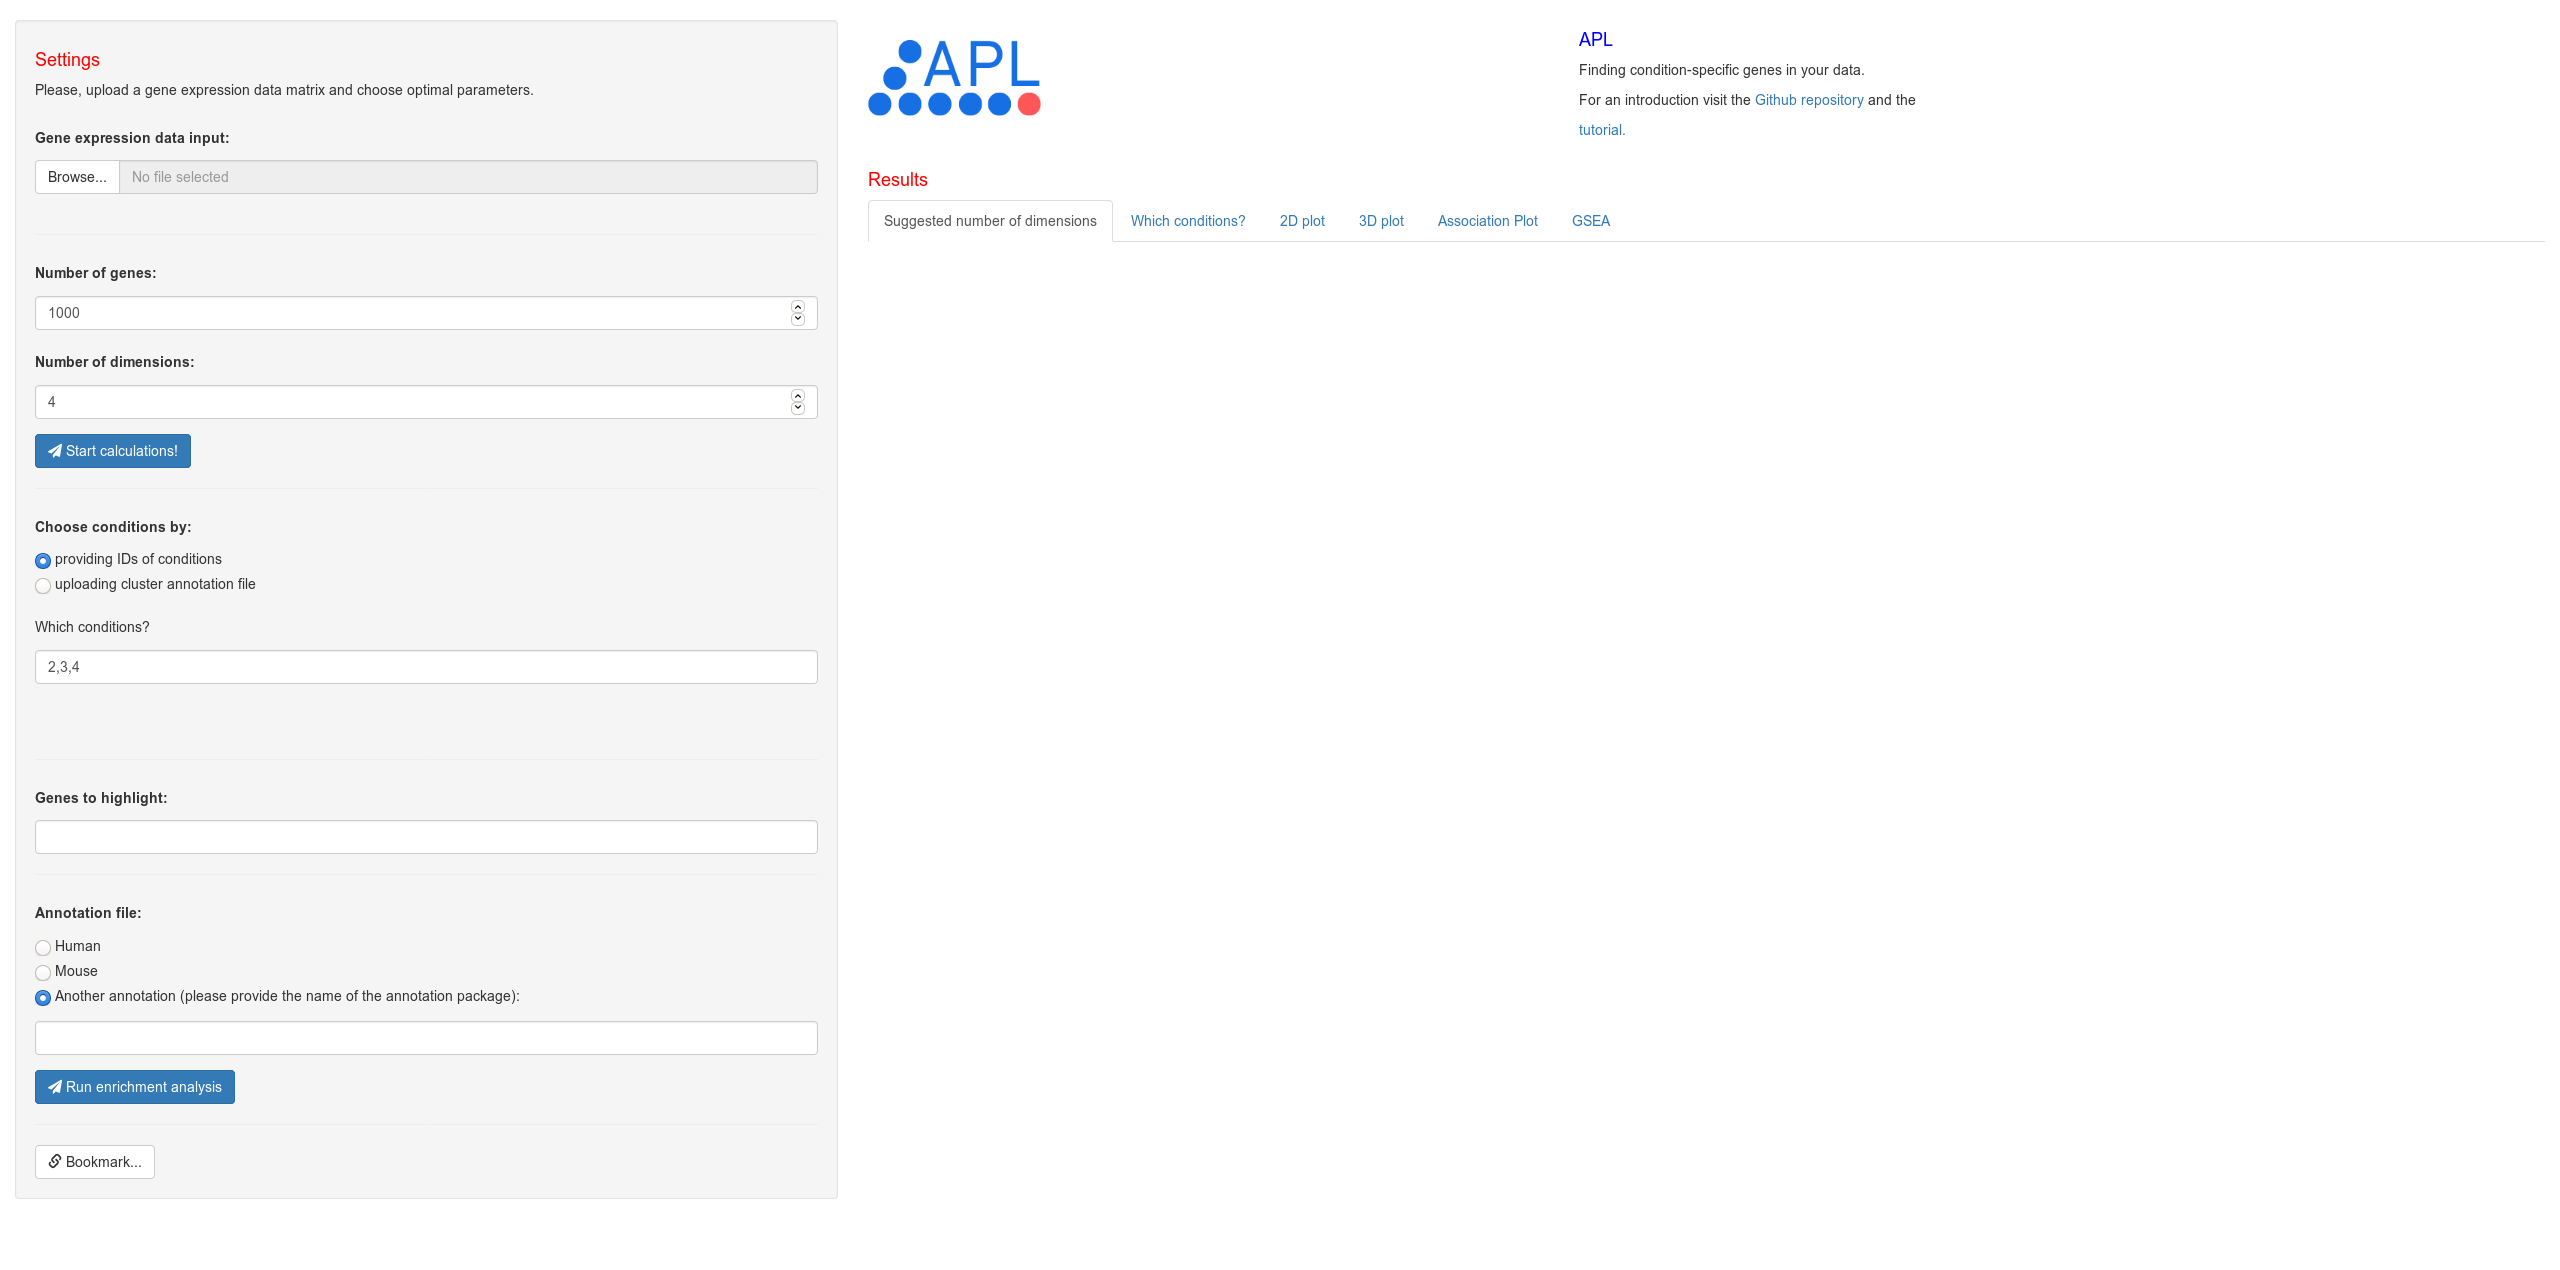 Settings
Please, upload a gene expression data matrix and choose optimal parameters.
Gene expression data input:
Browse... No file selected
Number of genes:
1000
Number of dimensions:
4
Start calculations!
Choose conditions by:
providing IDs of conditions
uploading cluster annotation file
Which conditions?
2,3,4
Genes to highlight:
Annotation file:
Human
Mouse
Another annotation (please provide the name of the annotation package):
Run enrichment analysis
Bookmark...
APL
APL
Finding condition-specific genes in your data.
For an introduction visit the Github repository and the
tutorial.
Results
Suggested number of dimensions Which conditions? 2D plot 3D plot Association Plot GSEA